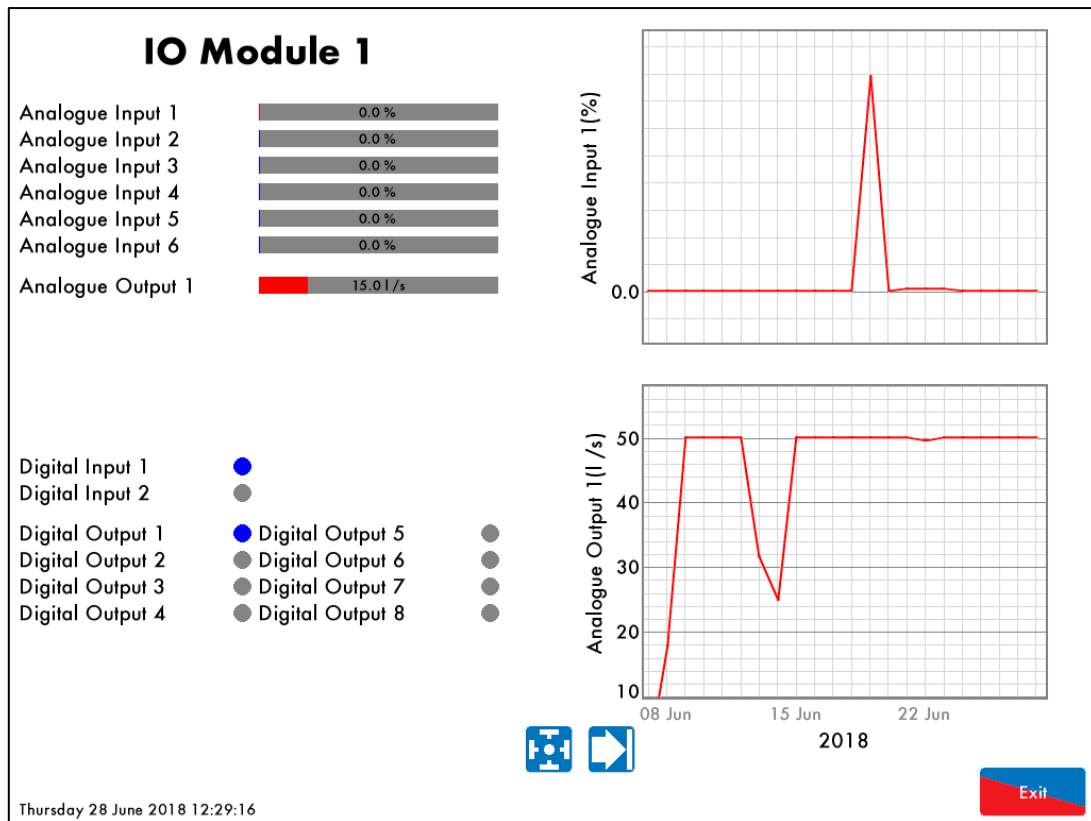 IO Module 1
Analogue Input 1 0.0 %
Analogue Input 2 0.0 %
Analogue Input 3 0.0 %
Analogue Input 4 0.0 %
Analogue Input 5 0.0 %
Analogue Input 6 0.0 %
Analogue Output 1 15.0 l /s
Digital Input 1
Digital Input 2
Digital Output 1 Digital Output 5
Digital Output 2 Digital Output 6
Digital Output 3 Digital Output 7
Digital Output 4 Digital Output 8
Analogue Input 1(%)
0.0
Analogue Output 1(l /s)
50
40
30
20
10
08 Jun 15 Jun 22 Jun
2018
Exit
Thursday 28 June 2018 12:29:16